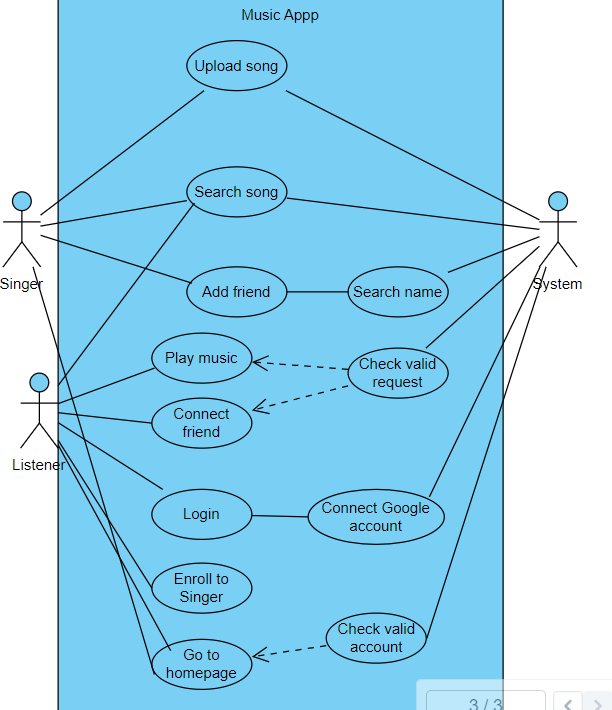 Music Appp
Upload song
Search song
Singer
System
Add friend
Search name
Play music
Check valid
request
Connect
friend
Listener
Login
Connect Google
account
Enroll to
Singer
Check valid
account
Go to
homepage
3 / 3